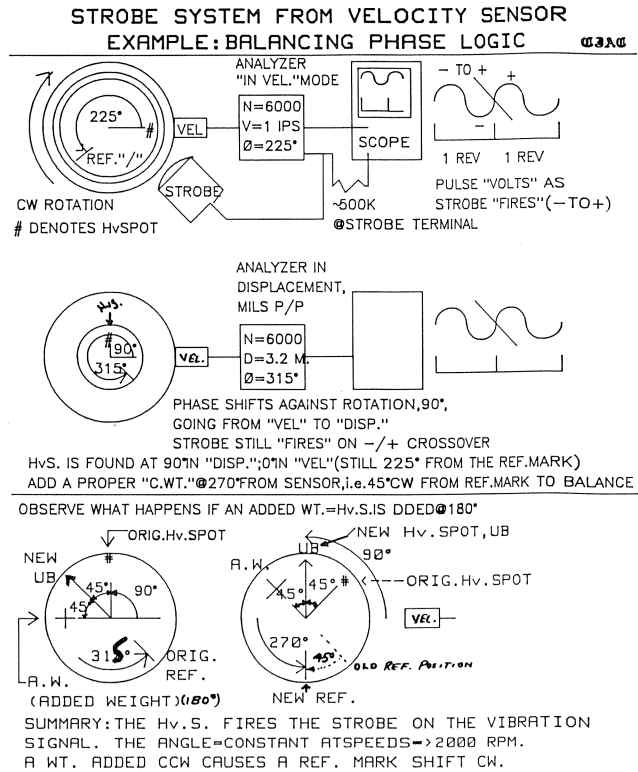 STROBE SYSTEM FROM VELOCITY SENSOR
EXAMPLE:BALANCING PHASE LOGIC
ANALYZER
"IN VEL."MODE
225°
#
REF."/"
VEL
N=6000
V=1 IPS
Ø=225°
SCOPE
- TO +
+
-
1 REV 1 REV
STROBE
~500K
@STROBE TERMINAL
PULSE "VOLTS" AS
STROBE "FIRES"(-TO+)
CW ROTATION
# DENOTES HvSPOT
ANALYZER IN
DISPLACEMENT,
MILS P/P
H.S.
#
90°
315°
VEL.
N=6000
D=3.2 M.
Ø=315°
PHASE SHIFTS AGAINST ROTATION,90°,
GOING FROM "VEL" TO "DISP."
STROBE STILL "FIRES" ON -/+ CROSSOVER
HvS. IS FOUND AT 90°IN "DISP.";0°IN "VEL"(STILL 225° FROM THE REF.MARK)
ADD A PROPER "C.WT."@270°FROM SENSOR,i.e.45°CW FROM REF.MARK TO BALANCE
OBSERVE WHAT HAPPENS IF AN ADDED WT.=Hv.S.IS DDED@180°
ORIG.Hv.SPOT
NEW
UB
#
45°
90°
45°
315°
ORIG.
REF.
A.W.
(ADDED WEIGHT)(180°)
NEW Hv.SPOT,UB
UB
90°
A.W.
45°
45°
#
ORIG.Hv.SPOT
VEL.
270°
45°
OLD REF. POSITION
NEW REF.
SUMMARY:THE Hv.S. FIRES THE STROBE ON THE VIBRATION
SIGNAL. THE ANGLE=CONSTANT ATSPEEDS=>2000 RPM.
A WT. ADDED CCW CAUSES A REF. MARK SHIFT CW.